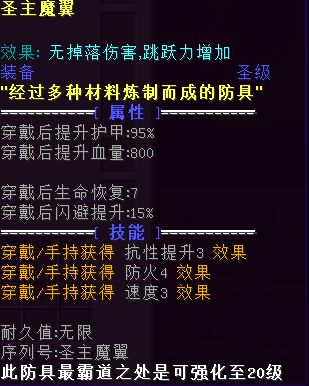 圣主魔翼
效果: 无掉落伤害,跳跃力增加
装备 圣级
"经过多种材料炼制而成的防具"
==========[ 属性 ]==========
穿戴后提升护甲:95%
穿戴后提升血量:800
穿戴后生命恢复:7
穿戴后闪避提升:15%
==========[ 技能 ]==========
穿戴/手持获得 抗性提升3 效果
穿戴/手持获得 防火4 效果
穿戴/手持获得 速度3 效果
耐久值:无限
序列号:圣主魔翼
此防具最霸道之处是可强化至20级